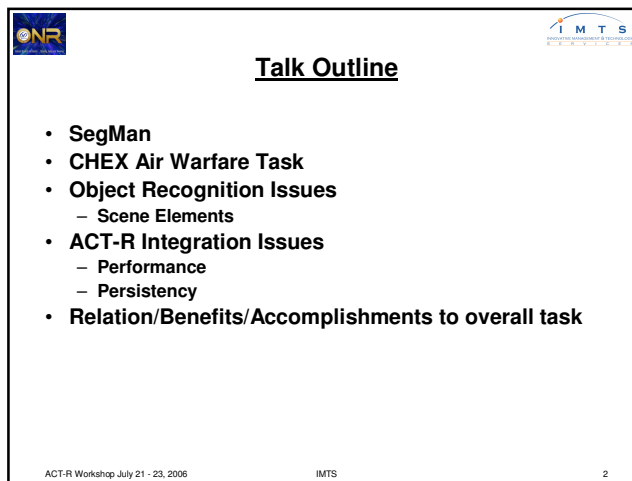 ONR
IMTS
INNOVATIVE MANAGEMENT & TECHNOLOGY
SERVICES
Talk Outline
• SegMan
• CHEX Air Warfare Task
• Object Recognition Issues
– Scene Elements
• ACT-R Integration Issues
– Performance
– Persistency
• Relation/Benefits/Accomplishments to overall task
ACT-R Workshop July 21 - 23, 2006 IMTS 2